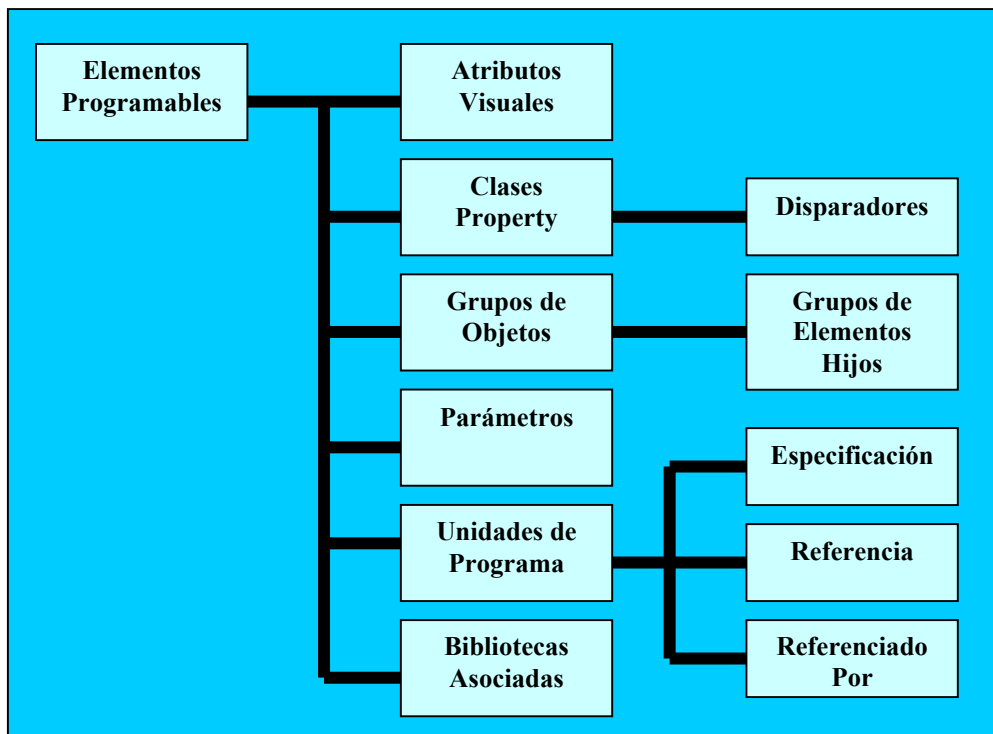 Elementos
Programables
Atributos
Visuales
Clases
Property
Disparadores
Grupos de
Objetos
Grupos de
Elementos
Hijos
Parámetros
Especificación
Unidades de
Programa
Referencia
Bibliotecas
Asociadas
Referenciado
Por